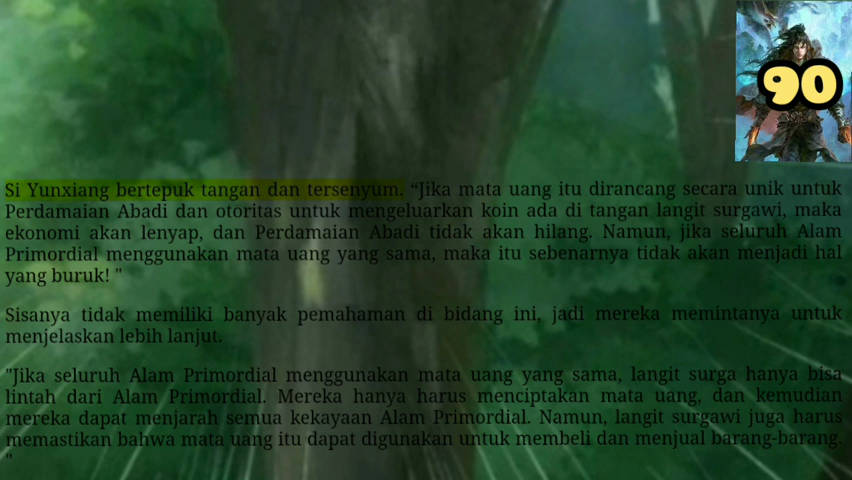 90
Si Yunxiang bertepuk tangan dan tersenyum. “Jika mata uang itu dirancang secara unik untuk
Perdamaian Abadi dan otoritas untuk mengeluarkan koin ada di tangan langit surgawi, maka
ekonomi akan lenyap, dan Perdamaian Abadi tidak akan hilang. Namun, jika seluruh Alam
Primordial menggunakan mata uang yang sama, maka itu sebenarnya tidak akan menjadi hal
yang buruk! "
Sisanya tidak memiliki banyak pemahaman di bidang ini, jadi mereka memintanya untuk
menjelaskan lebih lanjut.
"Jika seluruh Alam Primordial menggunakan mata uang yang sama, langit surga hanya bisa
lintah dari Alam Primordial. Mereka hanya harus menciptakan mata uang, dan kemudian
mereka dapat menjarah semua kekayaan Alam Primordial. Namun, langit surgawi juga harus
memastikan bahwa mata uang itu dapat digunakan untuk membeli dan menjual barang-barang.
"